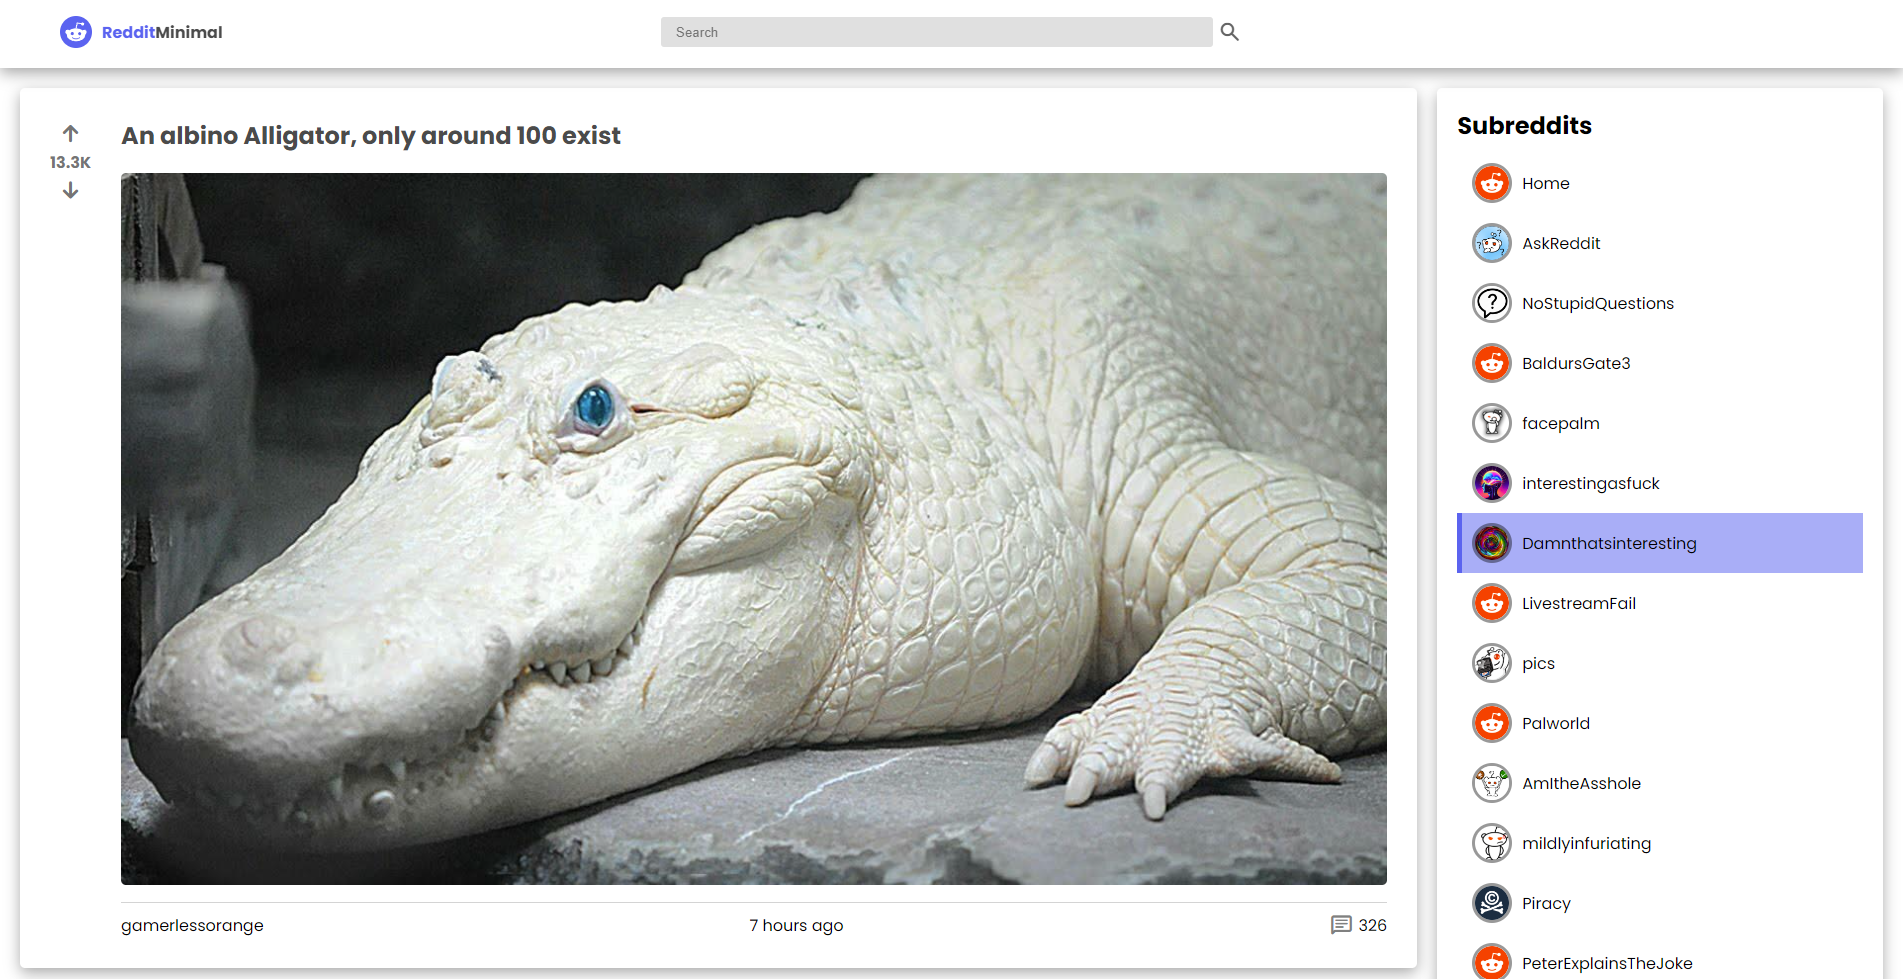 RedditMinimal
Search
13.3K
An albino Alligator, only around 100 exist
gamerlessorange
7 hours ago
326
Subreddits
Home
AskReddit
NoStupidQuestions
BaldursGate3
facepalm
interestingasfuck
Damnthatsinteresting
LivestreamFail
pics
Palworld
AmItheAsshole
mildlyinfuriating
Piracy
PeterExplainsTheJoke